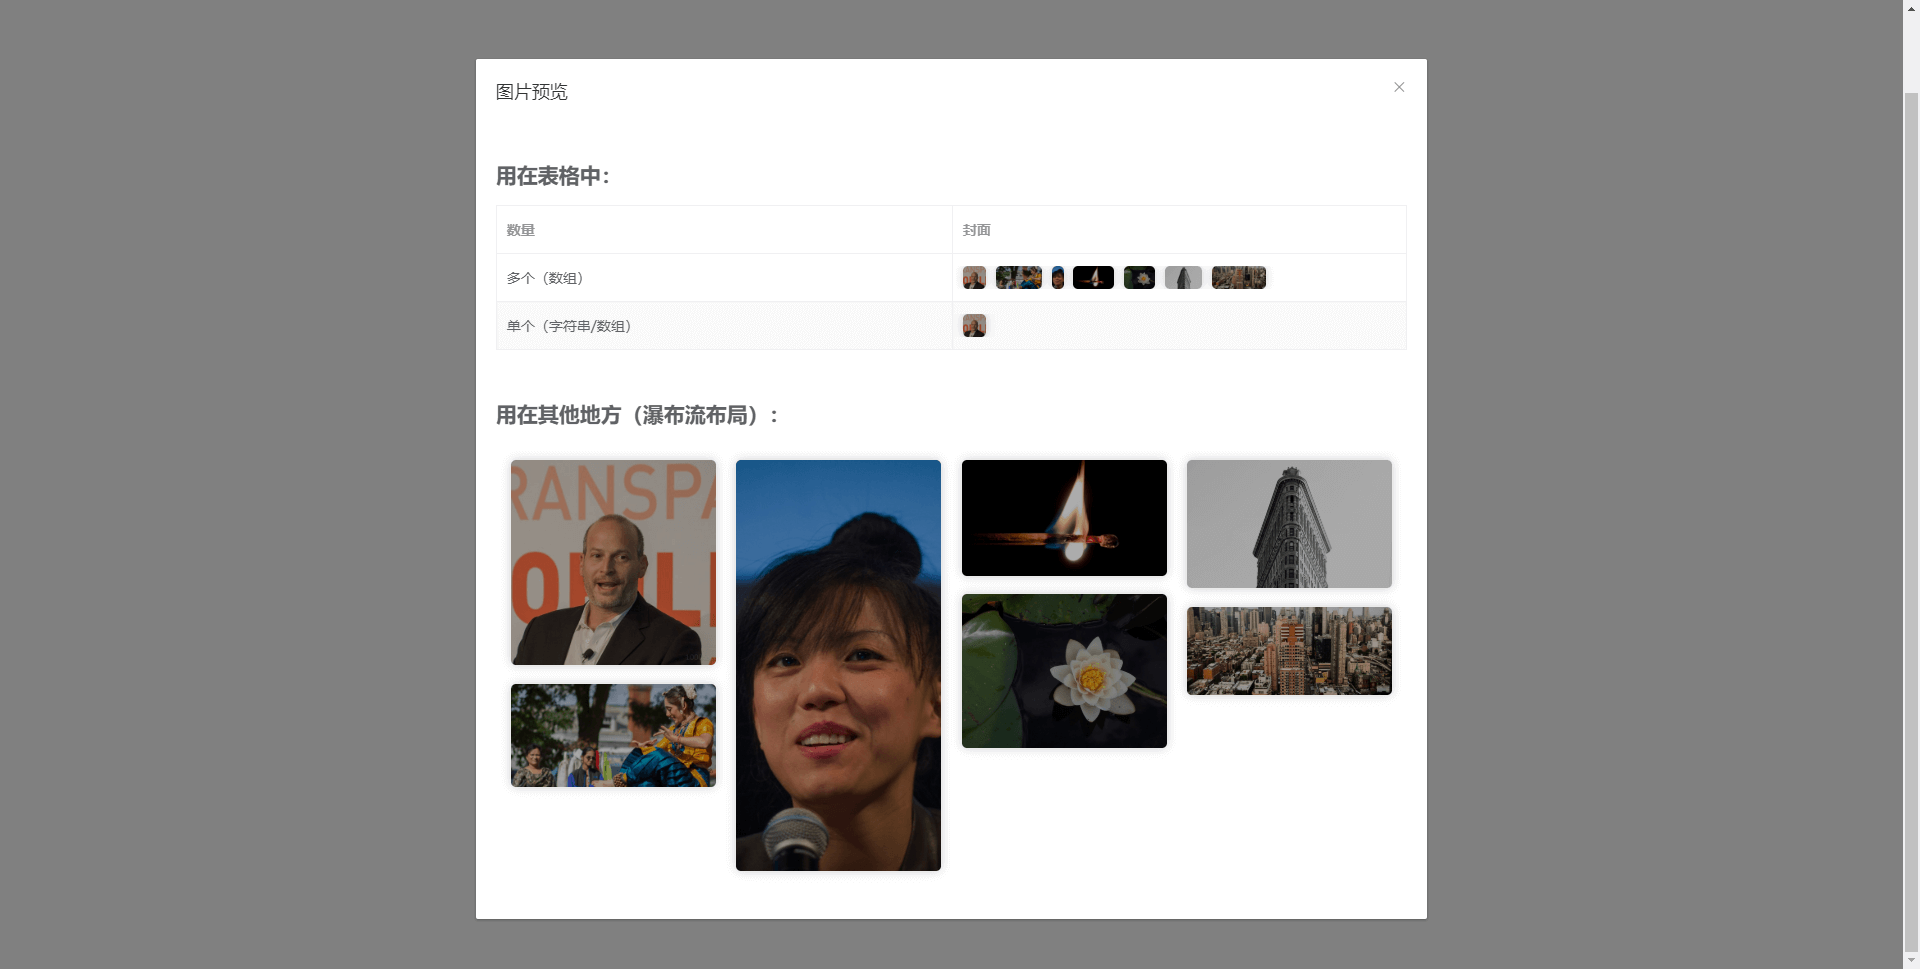 图片预览
用在表格中：
数量 封面
多个（数组）
单个（字符串/数组）
用在其他地方（瀑布流布局）：
RANSPA